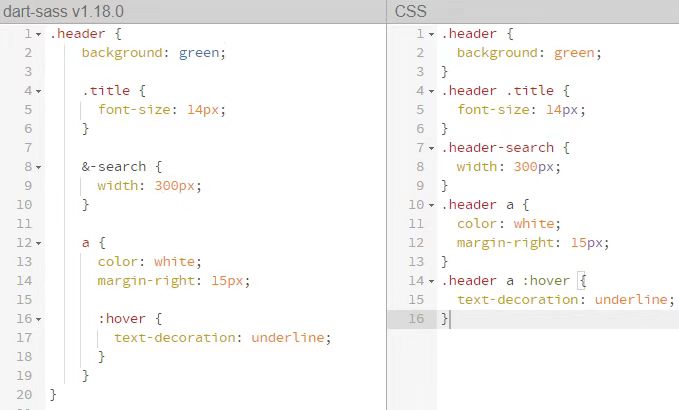 dart-sass v1.18.0
1 .header {
2 background: green;
3
4 .title {
5 font-size: 14px;
6 }
7
8 &-search {
9 width: 300px;
10 }
11
12 a {
13 color: white;
14 margin-right: 15px;
15
16 :hover {
17 text-decoration: underline;
18 }
19 }
20 }
CSS
1 .header {
2 background: green;
3 }
4 .header .title {
5 font-size: 14px;
6 }
7 .header-search {
8 width: 300px;
9 }
10 .header a {
11 color: white;
12 margin-right: 15px;
13 }
14 .header a :hover {
15 text-decoration: underline;
16 }